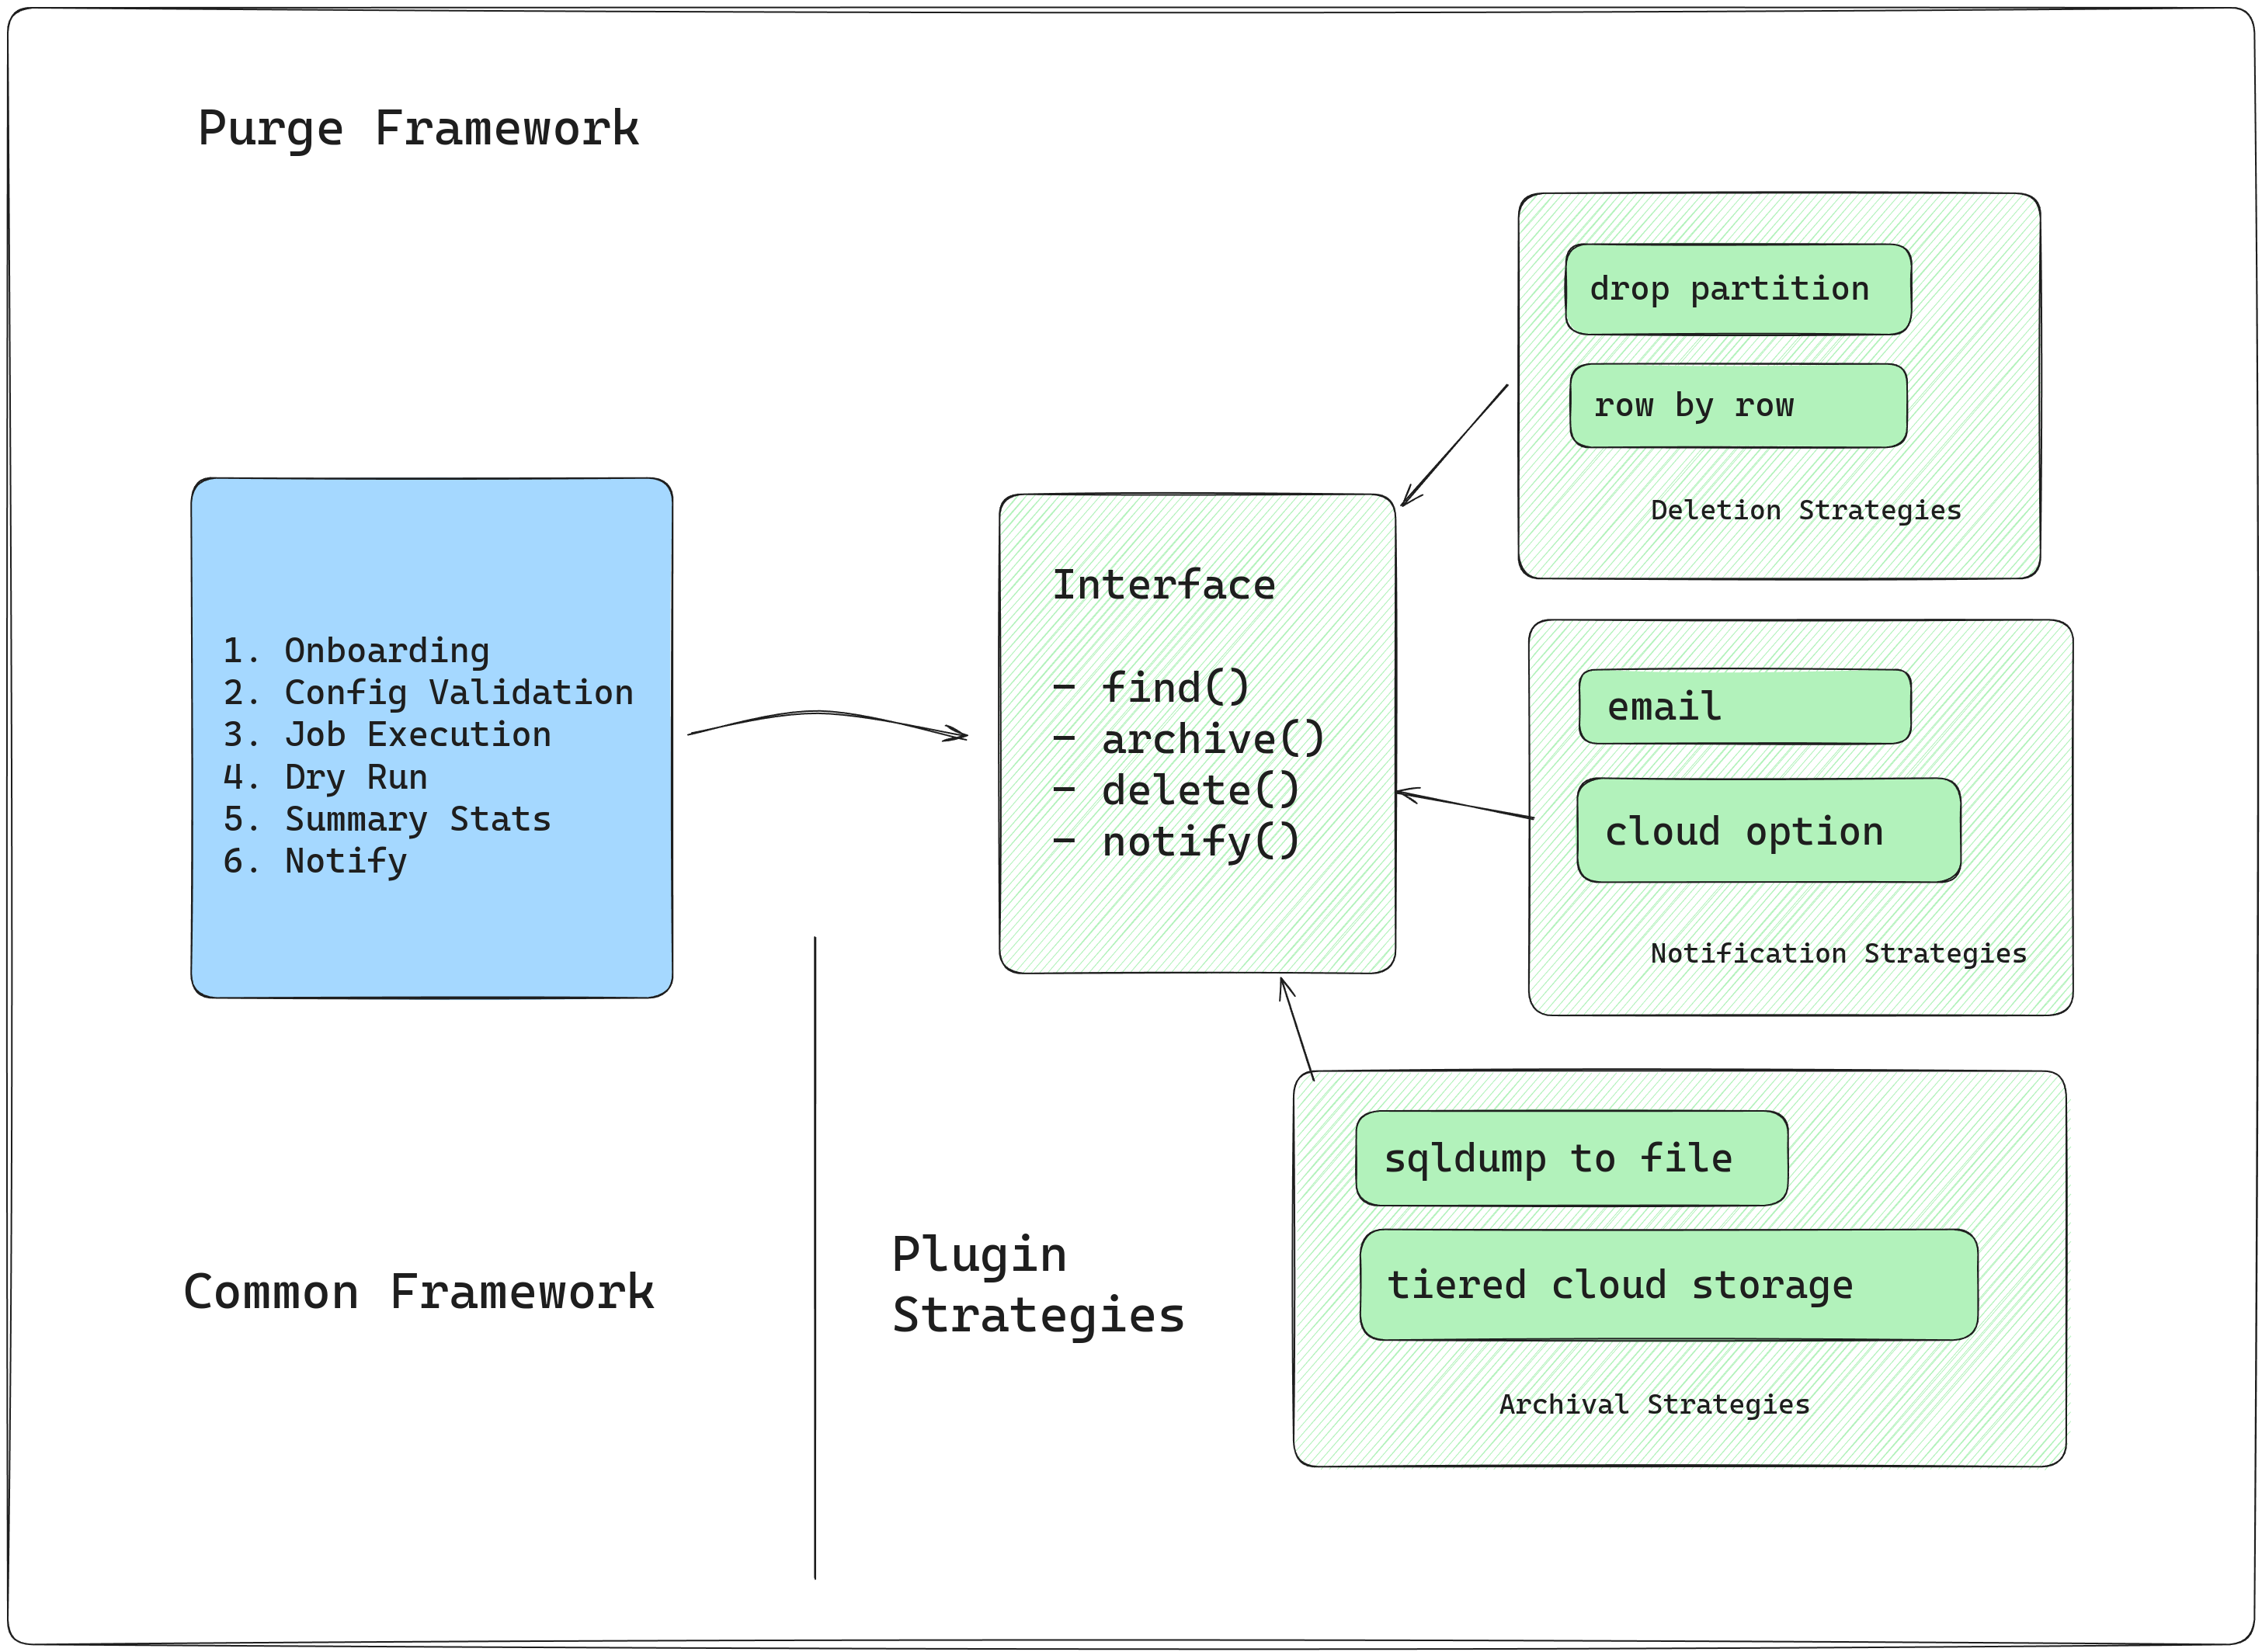 Purge Framework
1. Onboarding
2. Config Validation
3. Job Execution
4. Dry Run
5. Summary Stats
6. Notify
Common Framework
Interface
- find()
- archive()
- delete()
- notify()
Plugin
Strategies
drop partition
row by row
Deletion Strategies
email
cloud option
Notification Strategies
sqldump to file
tiered cloud storage
Archival Strategies